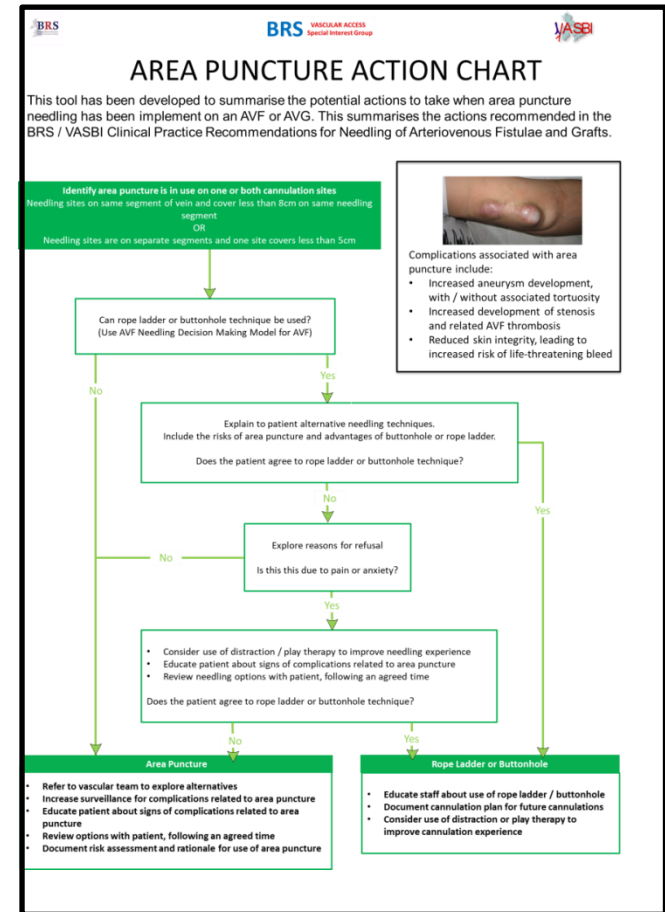 BRS
BRS VASCULAR ACCESS
Special Interest Group
VASBI
AREA PUNCTURE ACTION CHART
This tool has been developed to summarise the potential actions to take when area puncture
needling has been implement on an AVF or AVG. This summarises the actions recommended in the
BRS / VASBI Clinical Practice Recommendations for Needling of Arteriovenous Fistulae and Grafts.
Identify area puncture is in use on one or both cannulation sites
Needling sites on same segment of vein and cover less than 8cm on same needling
segment
OR
Needling sites are on separate segments and one site covers less than 5cm
Complications associated with area
puncture include:
• Increased aneurysm development,
with / without associated tortuosity
• Increased development of stenosis
and related AVF thrombosis
• Reduced skin integrity, leading to
increased risk of life-threatening bleed
Can rope ladder or buttonhole technique be used?
(Use AVF Needling Decision Making Model for AVF)
No
Yes
Explain to patient alternative needling techniques.
Include the risks of area puncture and advantages of buttonhole or rope ladder.
Does the patient agree to rope ladder or buttonhole technique?
No
Yes
Explore reasons for refusal
Is this this due to pain or anxiety?
No
Yes
• Consider use of distraction / play therapy to improve needling experience
• Educate patient about signs of complications related to area puncture
• Review needling options with patient, following an agreed time
Does the patient agree to rope ladder or buttonhole technique?
No
Yes
Area Puncture
• Refer to vascular team to explore alternatives
• Increase surveillance for complications related to area puncture
• Educate patient about signs of complications related to area
puncture
• Review options with patient, following an agreed time
• Document risk assessment and rationale for use of area puncture
Rope Ladder or Buttonhole
• Educate staff about use of rope ladder / buttonhole
• Document cannulation plan for future cannulations
• Consider use of distraction or play therapy to
improve cannulation experience